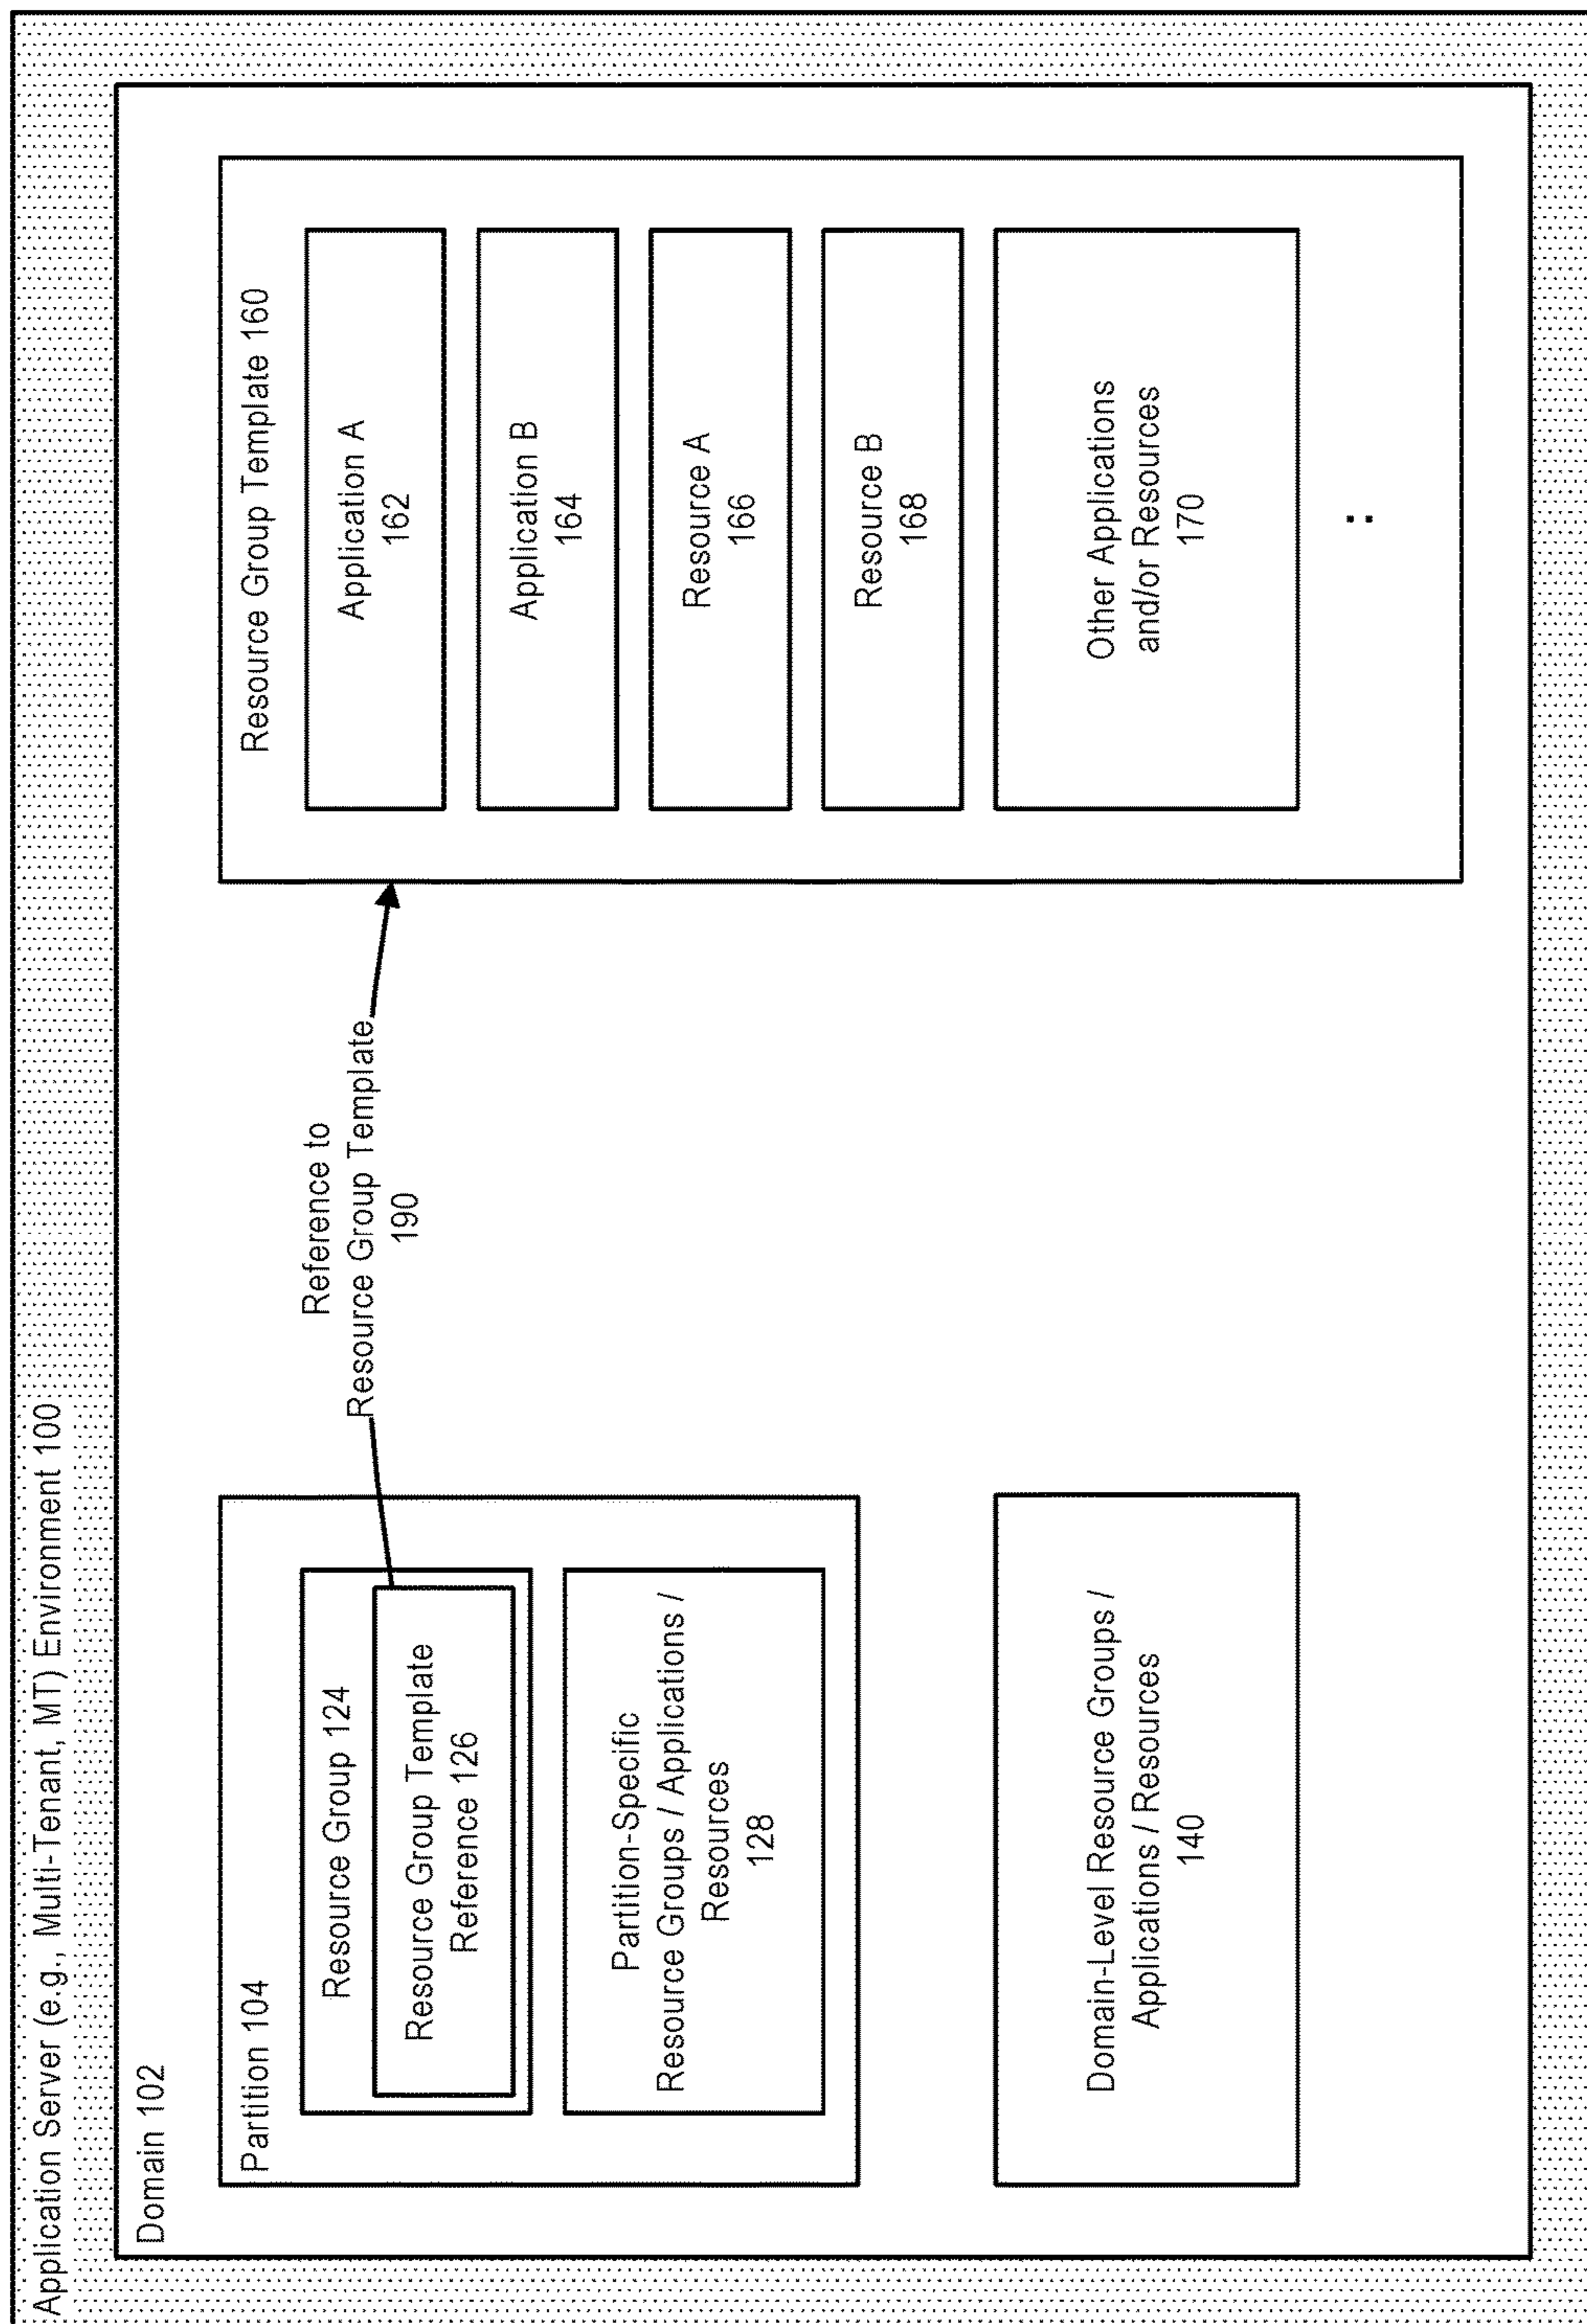 Application Server (e.g., Multi-Tenant, MT) Environment 100
Domain 102
Partition 104
Resource Group 124
Resource Group Template
Reference 126
Partition-Specific
Resource Groups / Applications /
Resources
128
Domain-Level Resource Groups /
Applications / Resources
140
Reference to
Resource Group Template
190
Resource Group Template 160
Application A
162
Application B
164
Resource A
166
Resource B
168
Other Applications
and/or Resources
170
..